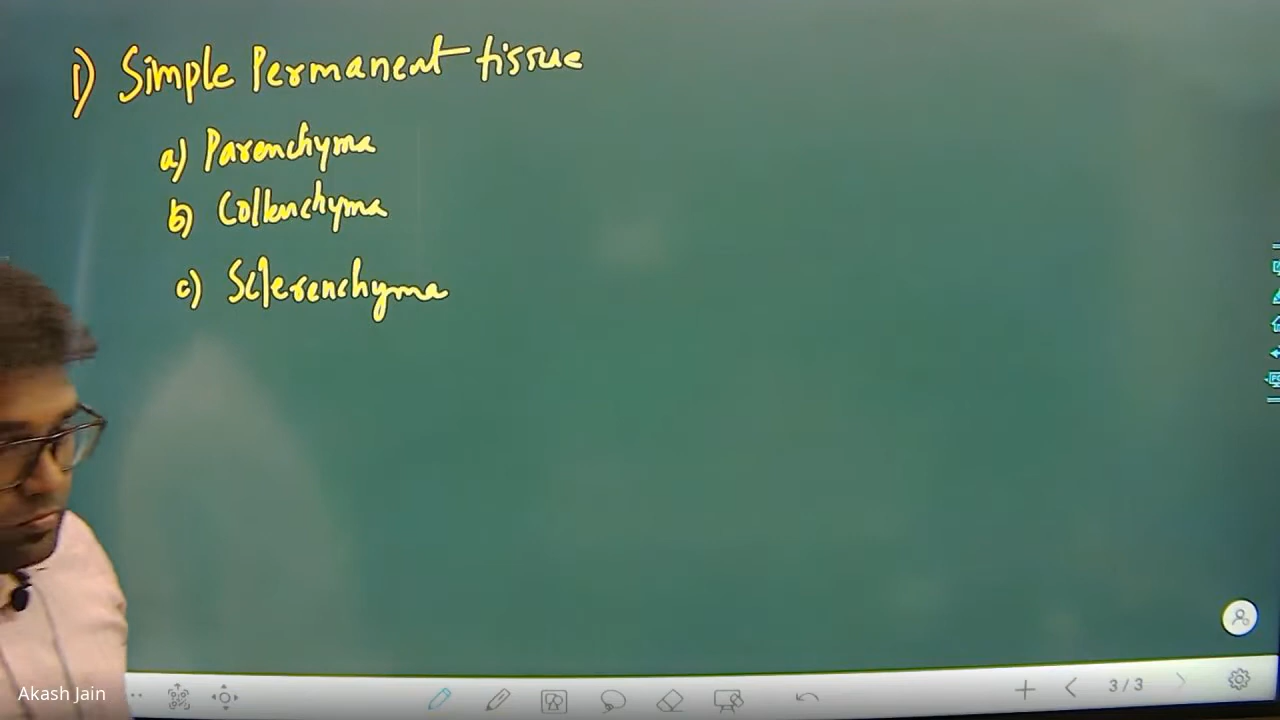 1) Simple Permanent tissue
a) Parenchyma
b) Collenchyma
c) Sclerenchyma
Akash Jain
3/3